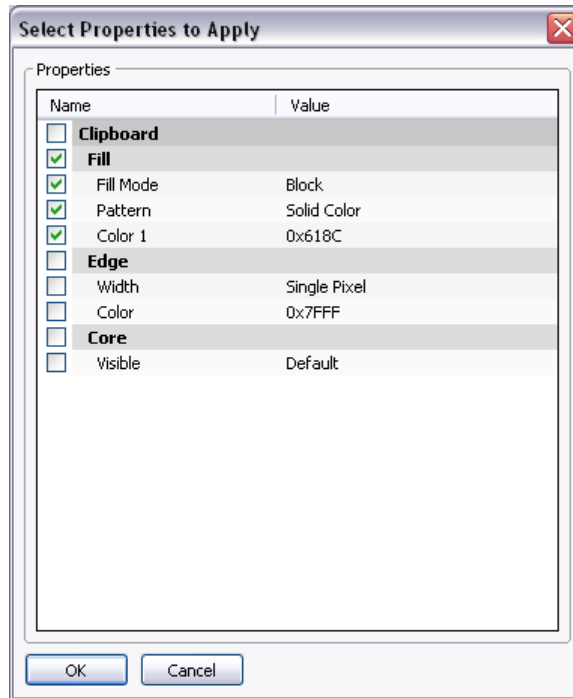 Select Properties to Apply
Properties
Name Value
Clipboard
Fill
Fill Mode Block
Pattern Solid Color
Color 1 0x618C
Edge
Width Single Pixel
Color 0x7FFF
Core
Visible Default
OK Cancel